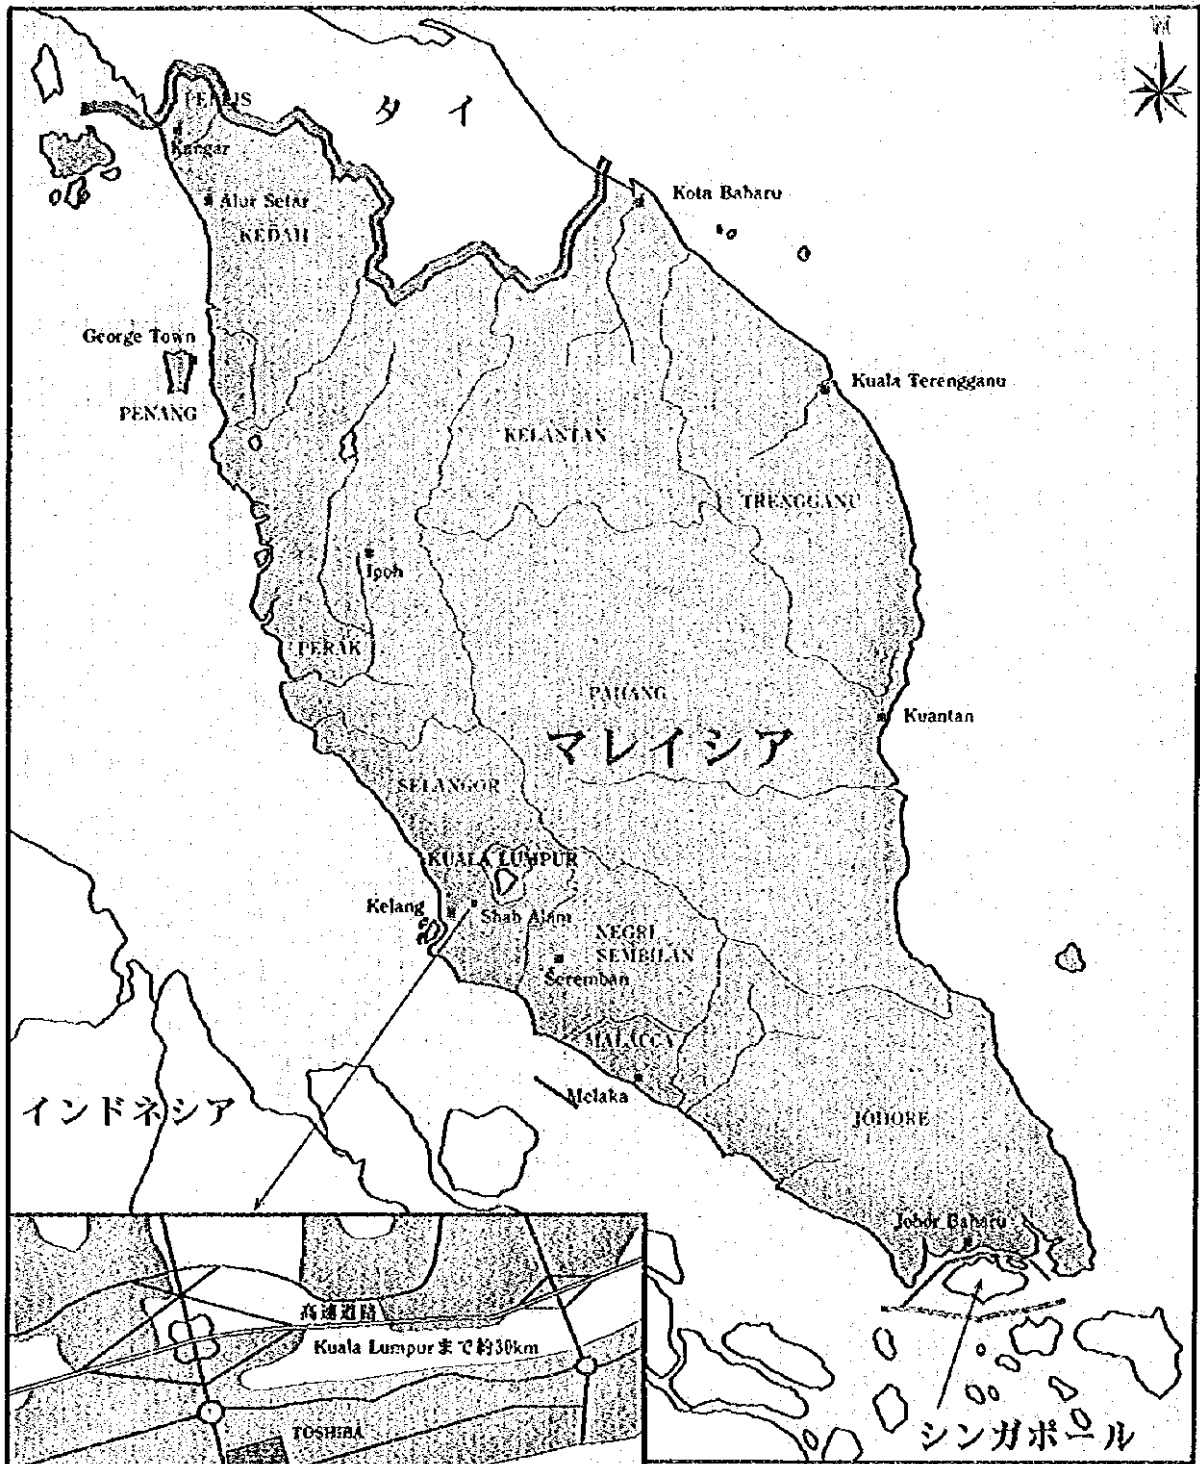 N
タイ
PERLIS
Kangar
Alur Setar
KEDAH
Kota Baharu
George Town
PENANG
Kuala Terengganu
KELANTAN
TRENGGANU
Ipoh
PERAK
PAHANG
Kuantan
マレイシア
SELANGOR
KUALA LUMPUR
Kelang
Shah Alam
NEGRI
SEMBILAN
Seremban
MALACCA
Melaka
インドネシア
JOHORE
Johor Baharu
高速道路
Kuala Lumpurまで約30km
TOSHIBA
シンガポール